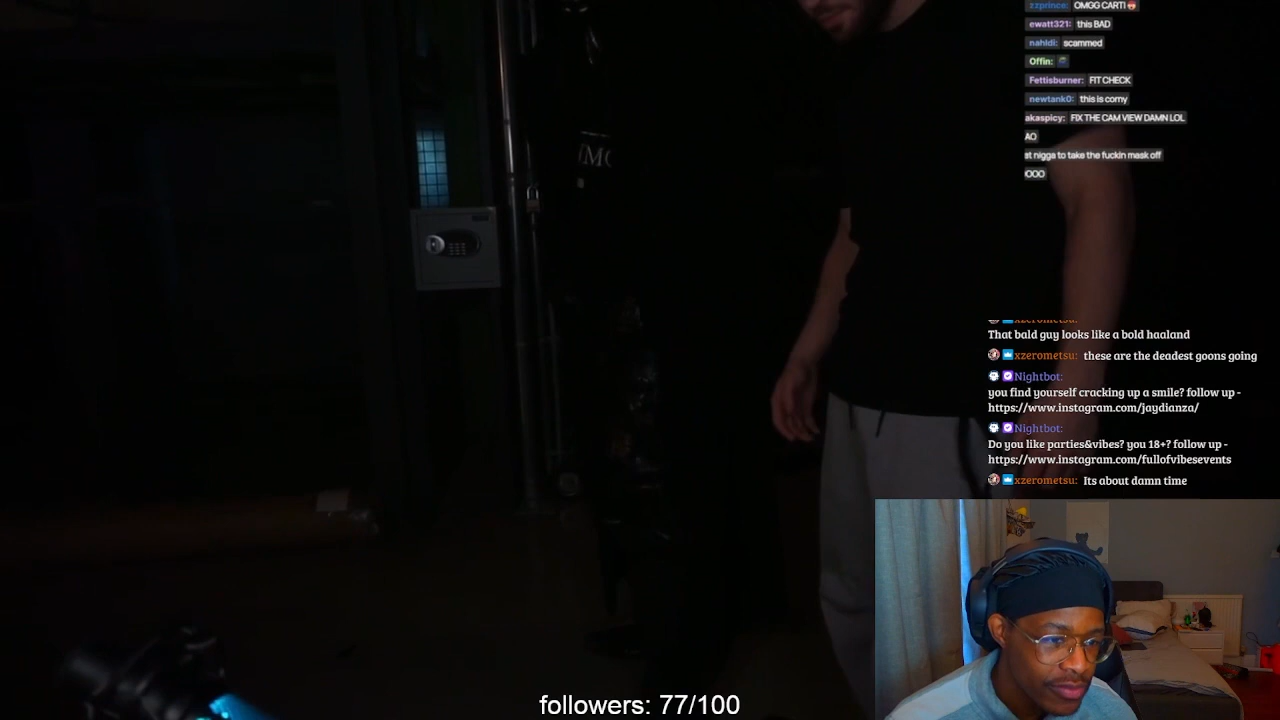 zzprince: OMGG CARTI
ewatt321: this BAD
nahldi: scammed
Offin:
Fettisburner: FIT CHECK
newtank0: this is corny
akaspicy: FIX THE CAM VIEW DAMN LOL
AO
at nigga to take the fuckin mask off
OOO
xzerometsu:
That bald guy looks like a bold haaland
xzerometsu: these are the deadest goons going
Nightbot:
you find yourself cracking up a smile? follow up -
https://www.instagram.com/jaydianza/
Nightbot:
Do you like parties&vibes? you 18+? follow up -
https://www.instagram.com/fullofvibesevents
xzerometsu: Its about damn time
followers: 77/100